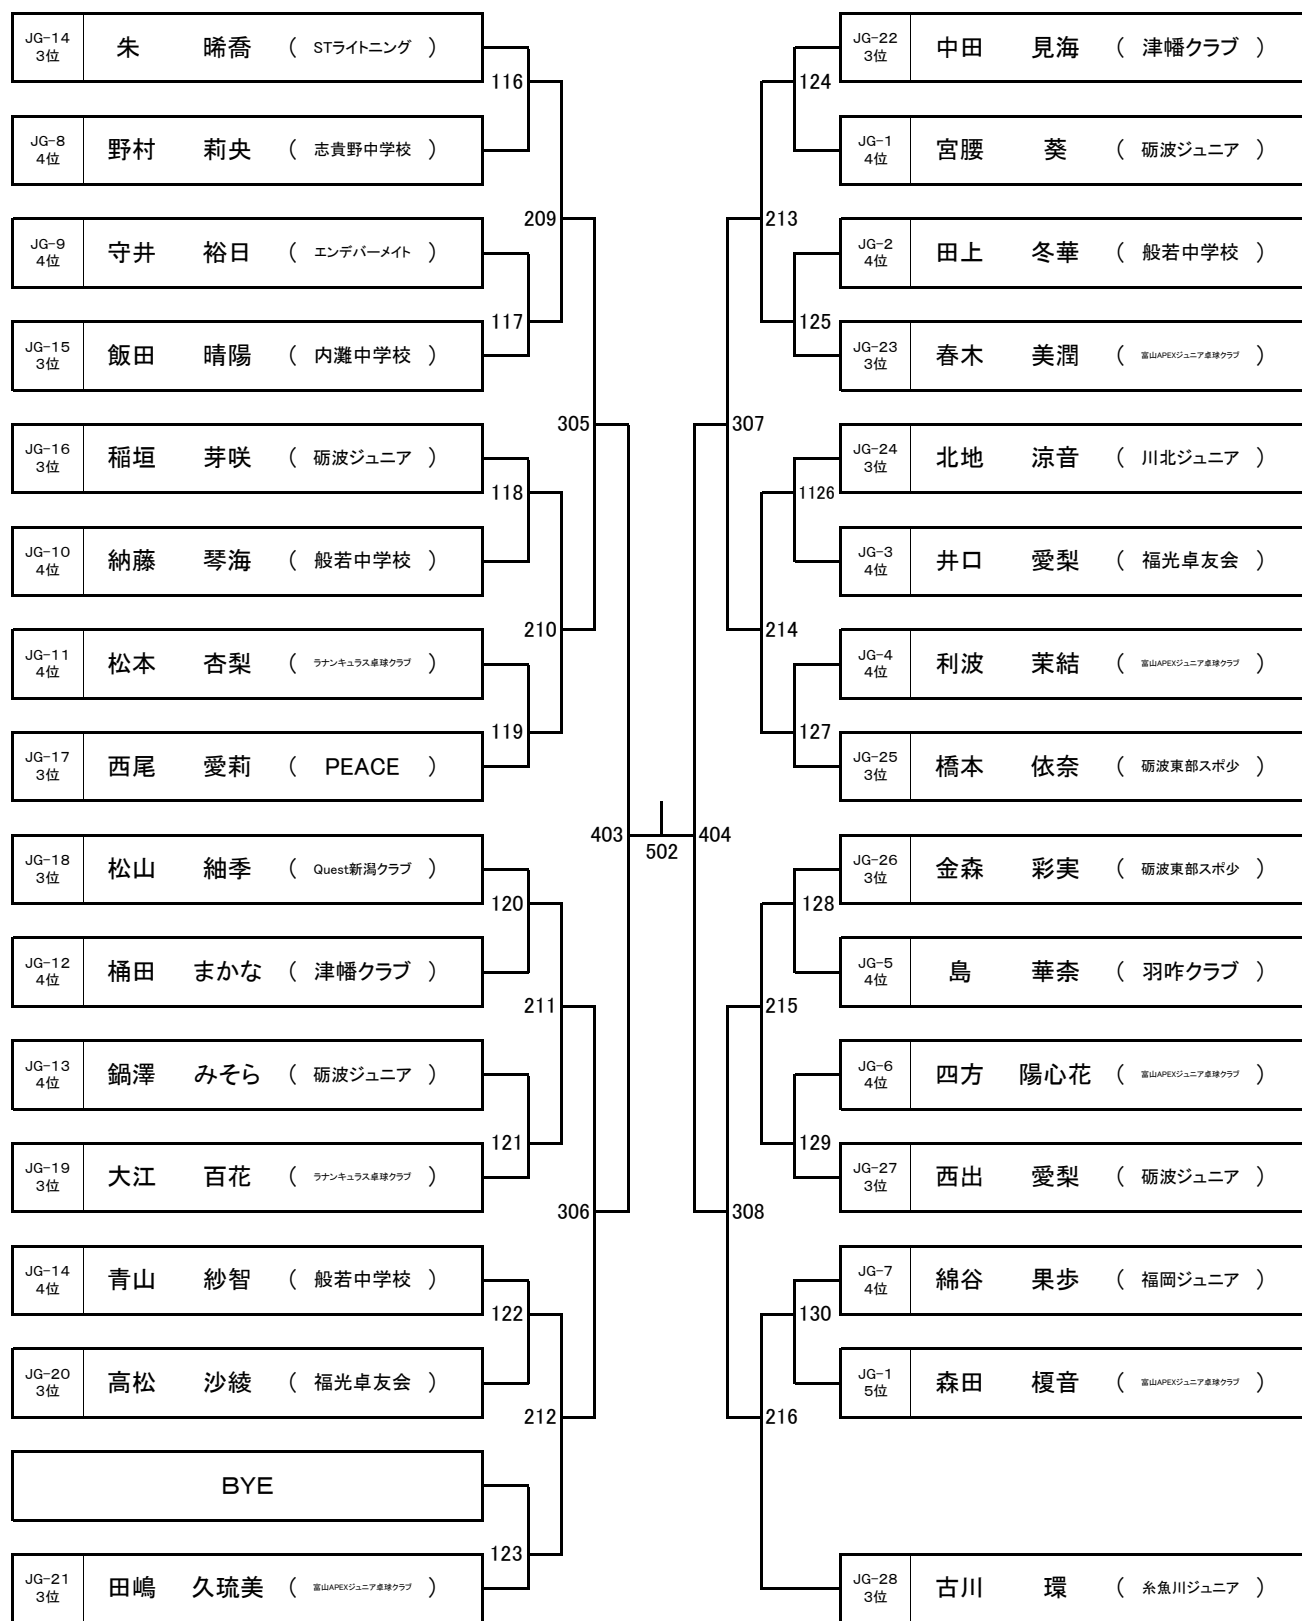 JG-14 3位 朱 晞喬 ( STライトニング )
116
JG-8 4位 野村 莉央 ( 志貴野中学校 )
209
JG-9 4位 守井 裕日 ( エンデバーメイト )
117
JG-15 3位 飯田 晴陽 ( 内灘中学校 )
305
JG-16 3位 稲垣 芽咲 ( 砺波ジュニア )
118
JG-10 4位 納藤 琴海 ( 般若中学校 )
210
JG-11 4位 松本 杏梨 ( ラナンキュラス卓球クラブ )
119
JG-17 3位 西尾 愛莉 ( PEACE )
403
JG-18 3位 松山 紬季 ( Quest新潟クラブ )
120
JG-12 4位 桶田 まかな ( 津幡クラブ )
211
JG-13 4位 鍋澤 みそら ( 砺波ジュニア )
121
JG-19 3位 大江 百花 ( ラナンキュラス卓球クラブ )
306
JG-14 4位 青山 紗智 ( 般若中学校 )
122
JG-20 3位 高松 沙綾 ( 福光卓友会 )
212
BYE
123
JG-21 3位 田嶋 久琉美 ( 富山APEXジュニア卓球クラブ )
502
JG-22 3位 中田 見海 ( 津幡クラブ )
124
JG-1 4位 宮腰 葵 ( 砺波ジュニア )
213
JG-2 4位 田上 冬華 ( 般若中学校 )
125
JG-23 3位 春木 美潤 ( 富山APEXジュニア卓球クラブ )
307
JG-24 3位 北地 涼音 ( 川北ジュニア )
1126
JG-3 4位 井口 愛梨 ( 福光卓友会 )
214
JG-4 4位 利波 茉結 ( 富山APEXジュニア卓球クラブ )
127
JG-25 3位 橋本 依奈 ( 砺波東部スポ少 )
404
JG-26 3位 金森 彩実 ( 砺波東部スポ少 )
128
JG-5 4位 島 華柰 ( 羽咋クラブ )
215
JG-6 4位 四方 陽心花 ( 富山APEXジュニア卓球クラブ )
129
JG-27 3位 西出 愛梨 ( 砺波ジュニア )
308
JG-7 4位 綿谷 果歩 ( 福岡ジュニア )
130
JG-1 5位 森田 榎音 ( 富山APEXジュニア卓球クラブ )
216
JG-28 3位 古川 環 ( 糸魚川ジュニア )